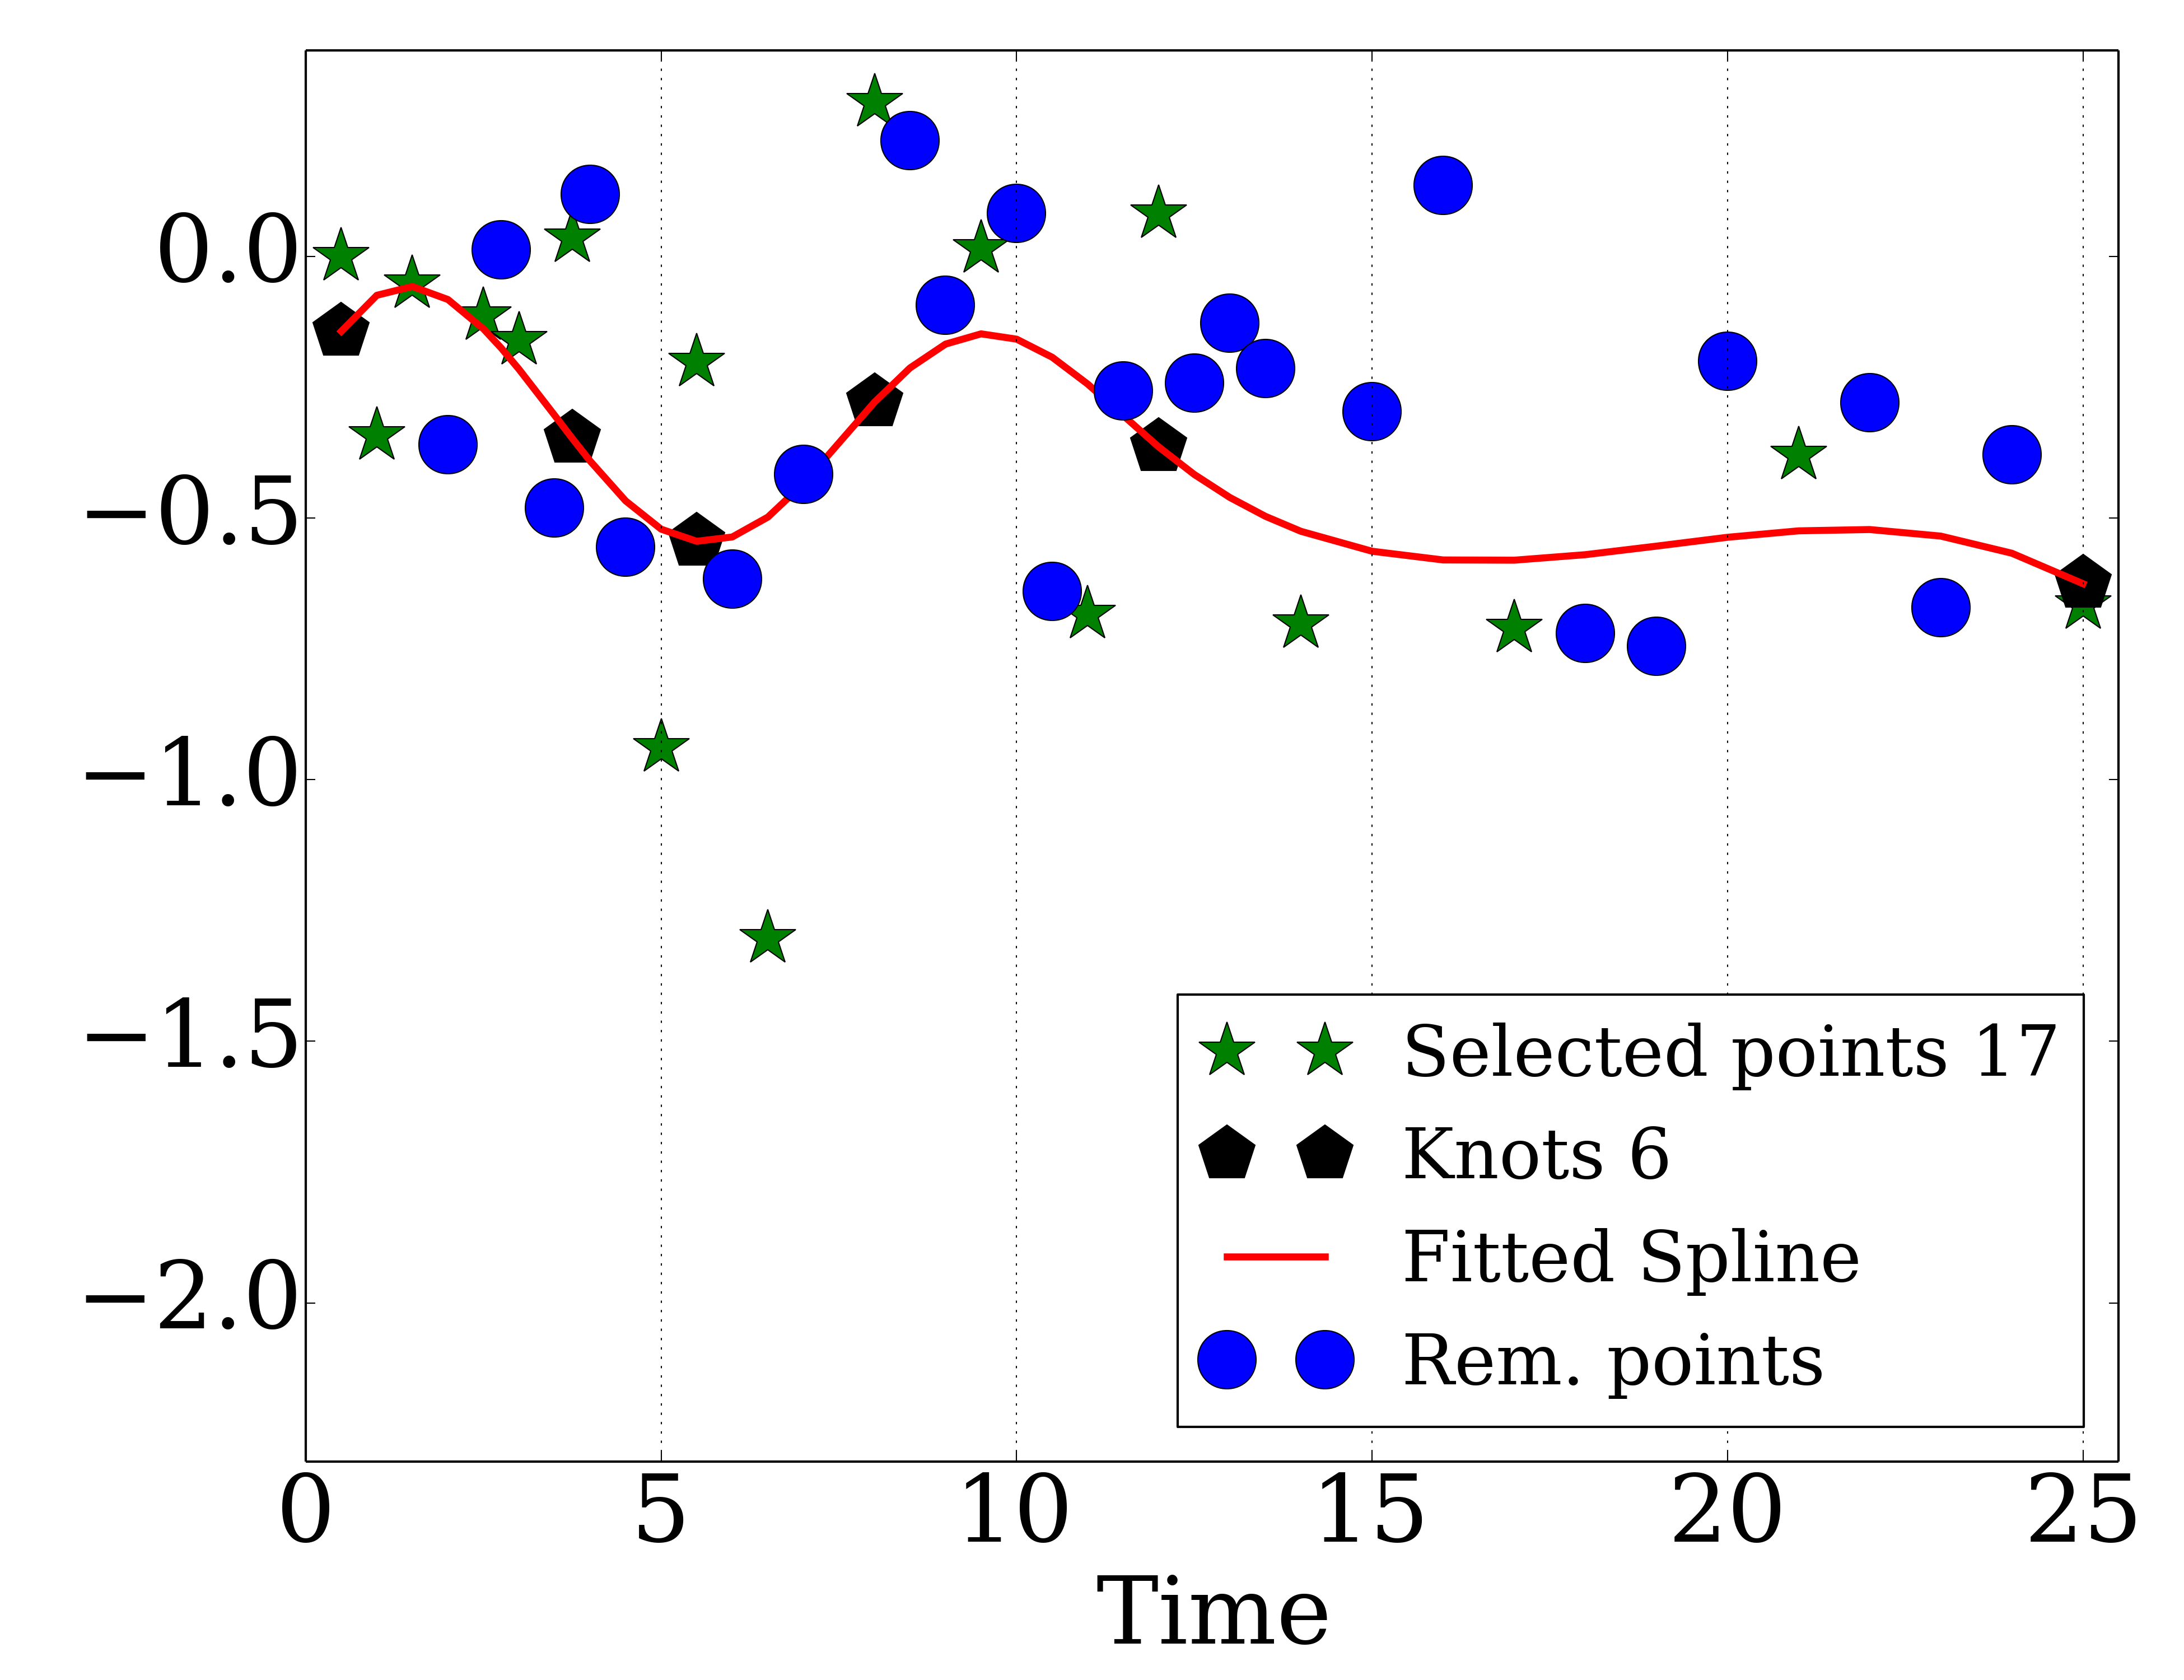 0.0
−0.5
−1.0
−1.5
−2.0
Selected points 17
Knots 6
Fitted Spline
Rem. points
0 5 10 15 20 25
Time